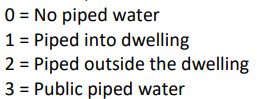 0 = No piped water
1 = Piped into dwelling
2 = Piped outside the dwelling
3 = Public piped water